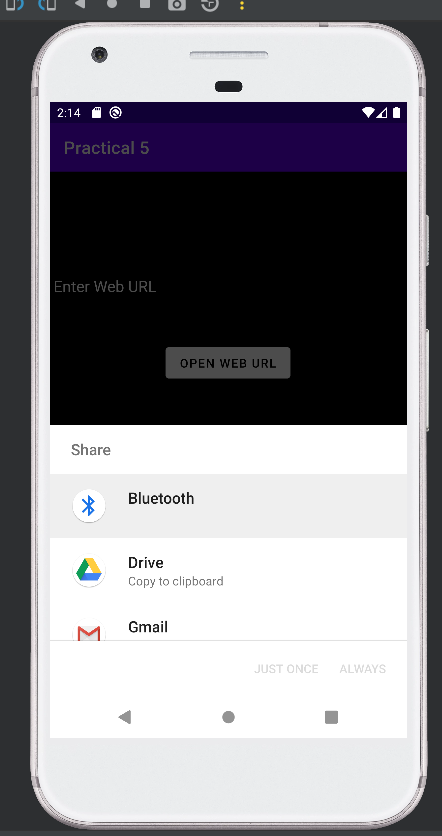 2:14
Practical 5
Enter Web URL
OPEN WEB URL
Share
Bluetooth
Drive
Copy to clipboard
Gmail
JUST ONCE ALWAYS